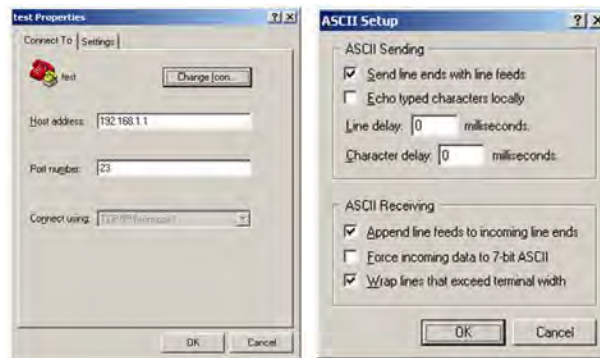 test Properties
Connect To
Settings
test
Change Icon...
Host address:
192.168.1.1
Port number:
23
Connect using:
TCP/IP (Winsock)
OK
Cancel
ASCII Setup
ASCII Sending
Send line ends with line feeds
Echo typed characters locally
Line delay: 0 milliseconds.
Character delay: 0 milliseconds.
ASCII Receiving
Append line feeds to incoming line ends
Force incoming data to 7-bit ASCII
Wrap lines that exceed terminal width
OK
Cancel